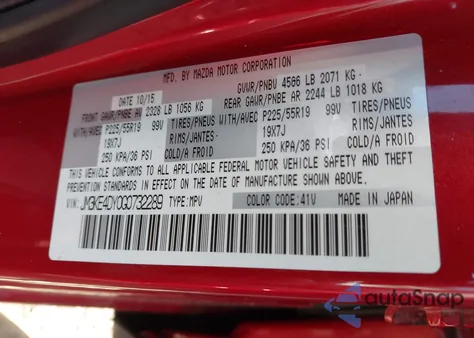 MFD. BY MAZDA MOTOR CORPORATION
DATE 10/15 GVWR/PNBV 4566 LB 2071 KG
FRONT GAWR/PNBE AV 2328 LB 1056 KG REAR GAWR/PNBE AR 2244 LB 1018 KG
WITH/AVEC P225/55R19 99V TIRES/PNEUS WITH/AVEC P225/55R19 99V TIRES/PNEUS
19X7J RIMS/JANTES 19X7J RIMS/JANTES
250 KPA/36 PSI COLD/A FROID 250 KPA/36 PSI COLD/A FROID
THIS VEHICLE CONFORMS TO ALL APPLICABLE FEDERAL MOTOR VEHICLE SAFETY AND THEFT
PREVENTION STANDARDS IN EFFECT ON THE DATE OF MANUFACTURE SHOWN ABOVE.
VIN: JM3KE4DY0G0732289 TYPE:MPV COLOR CODE:41V MADE IN JAPAN
autoSnap